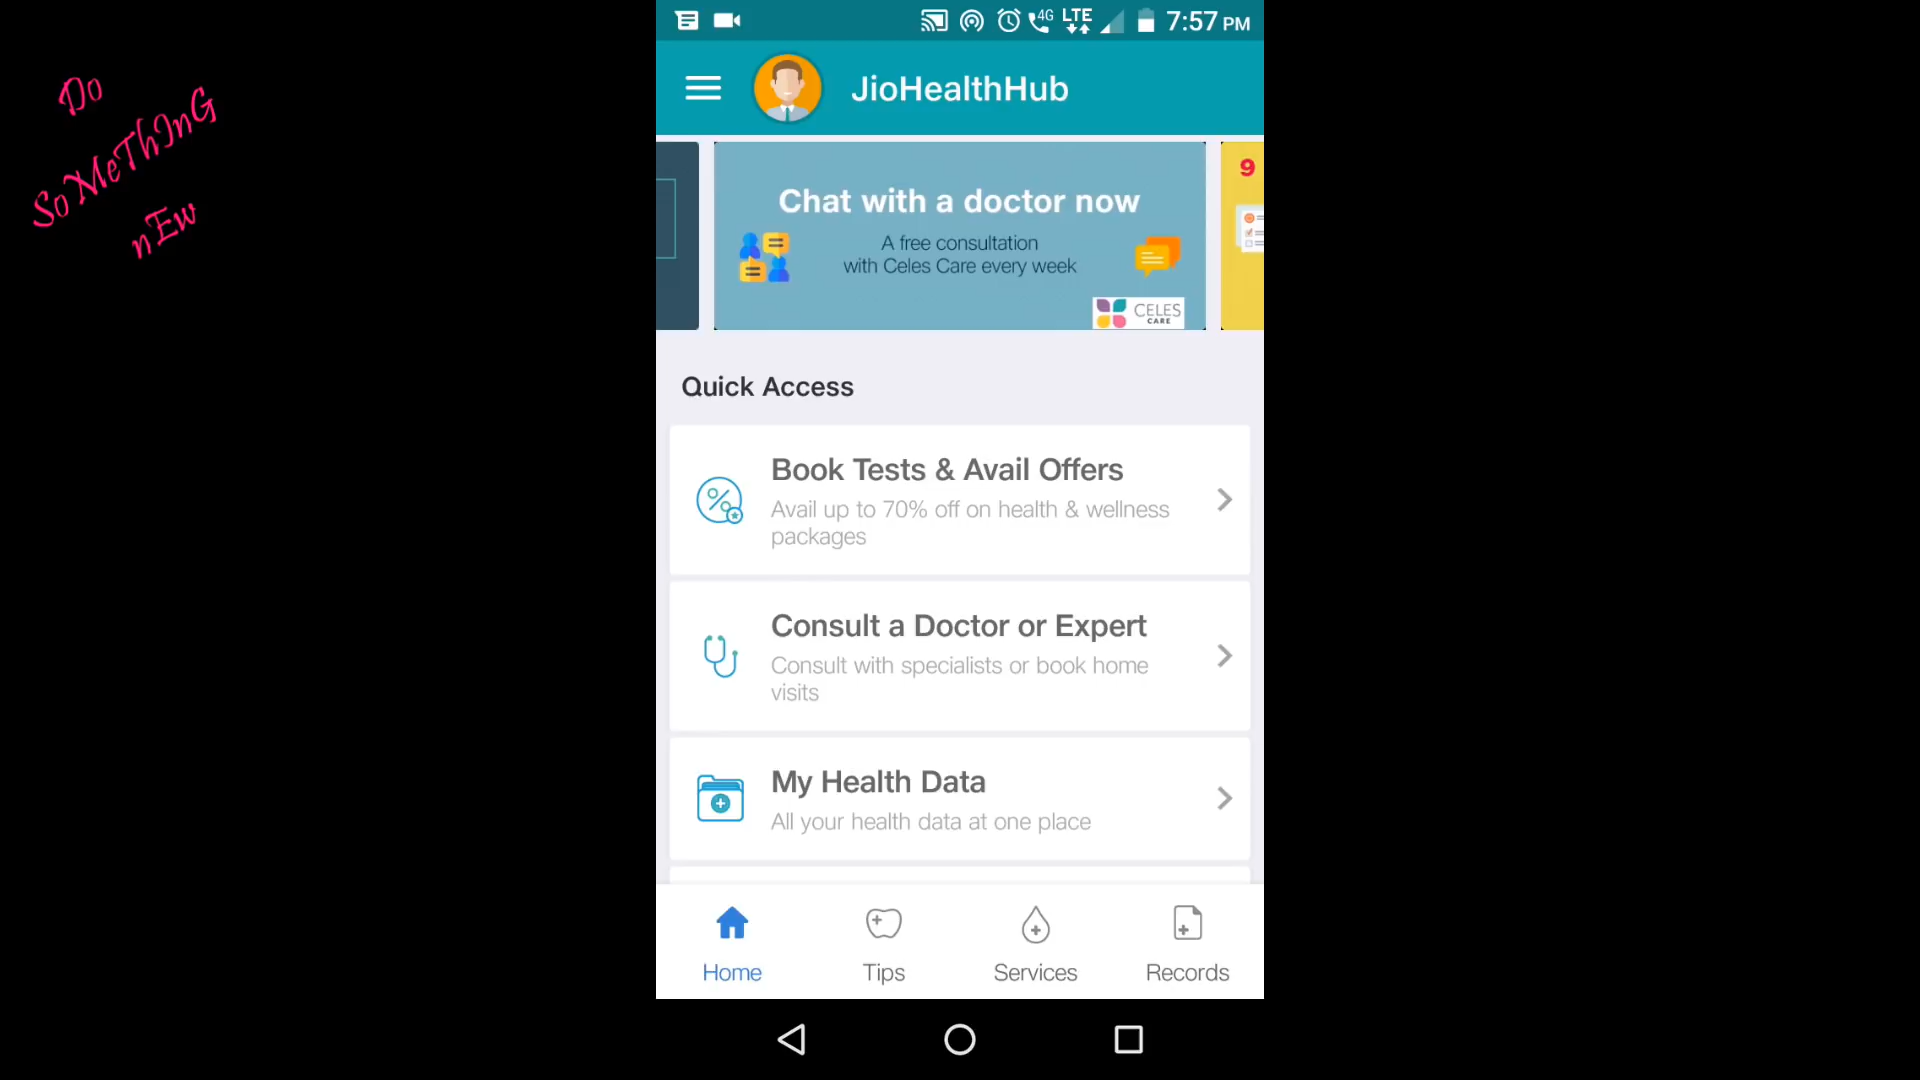 Do
SoMeThInG
nEw
4G
LTE
7:57 PM
JioHealthHub
Chat with a doctor now
A free consultation
with Celes Care every week
CELES
CARE
9
Quick Access
Book Tests & Avail Offers
Avail up to 70% off on health & wellness
packages
Consult a Doctor or Expert
Consult with specialists or book home
visits
My Health Data
All your health data at one place
Home
Tips
Services
Records